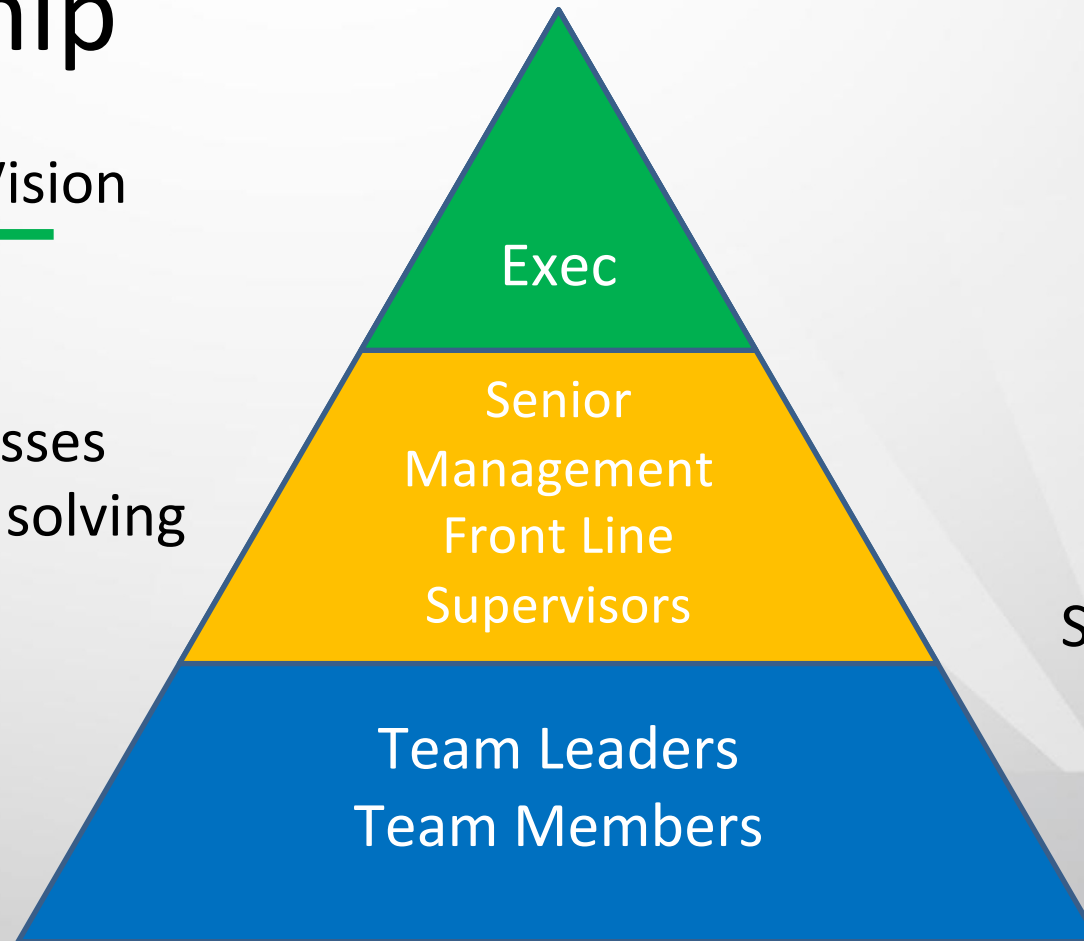 hip
Vision
Exec
sses
solving
Senior
Management
Front Line
Supervisors
S
Team Leaders
Team Members